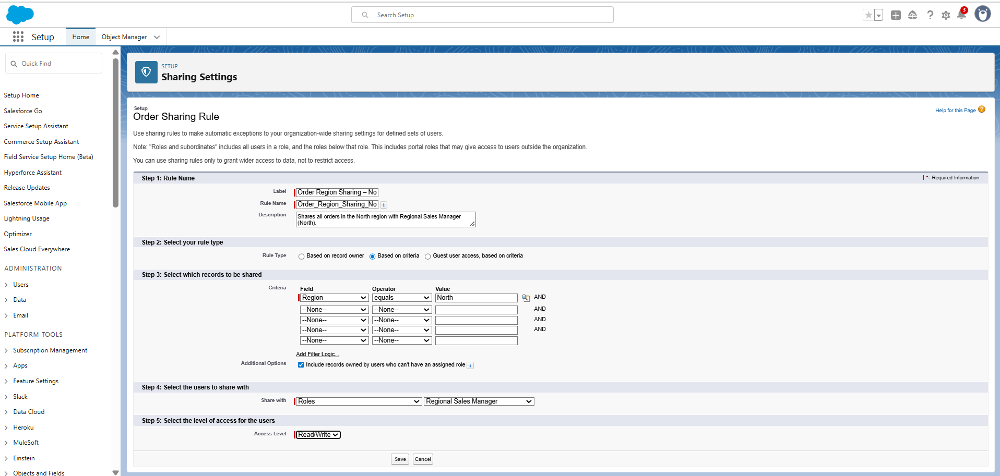 Search Setup
3
Setup
Home
Object Manager
Quick Find
Setup Home
Salesforce Go
Service Setup Assistant
Commerce Setup Assistant
Field Service Setup Home (Beta)
Hyperforce Assistant
Release Updates
Salesforce Mobile App
Lightning Usage
Optimizer
Sales Cloud Everywhere
ADMINISTRATION
Users
Data
Email
PLATFORM TOOLS
Subscription Management
Apps
Feature Settings
Slack
Data Cloud
Heroku
MuleSoft
Einstein
Objects and Fields
SETUP
Sharing Settings
Setup
Order Sharing Rule
Help for this Page ?
Use sharing rules to make automatic exceptions to your organization-wide sharing settings for defined sets of users.
Note: "Roles and subordinates" includes all users in a role, and the roles below that role. This includes portal roles that may give access to users outside the organization.
You can use sharing rules only to grant wider access to data, not to restrict access.
Step 1: Rule Name
= Required Information
Label Order Region Sharing – No
Rule Name Order_Region_Sharing_No i
Description Shares all orders in the North region with Regional Sales Manager
(North).
Step 2: Select your rule type
Rule Type Based on record owner Based on criteria Guest user access, based on criteria
Step 3: Select which records to be shared
Criteria Field Operator Value
Region equals North AND
--None-- --None-- AND
--None-- --None-- AND
--None-- --None-- AND
--None-- --None--
Add Filter Logic...
Additional Options Include records owned by users who can't have an assigned role i
Step 4: Select the users to share with
Share with Roles Regional Sales Manager
Step 5: Select the level of access for the users
Access Level Read/Write
Save Cancel